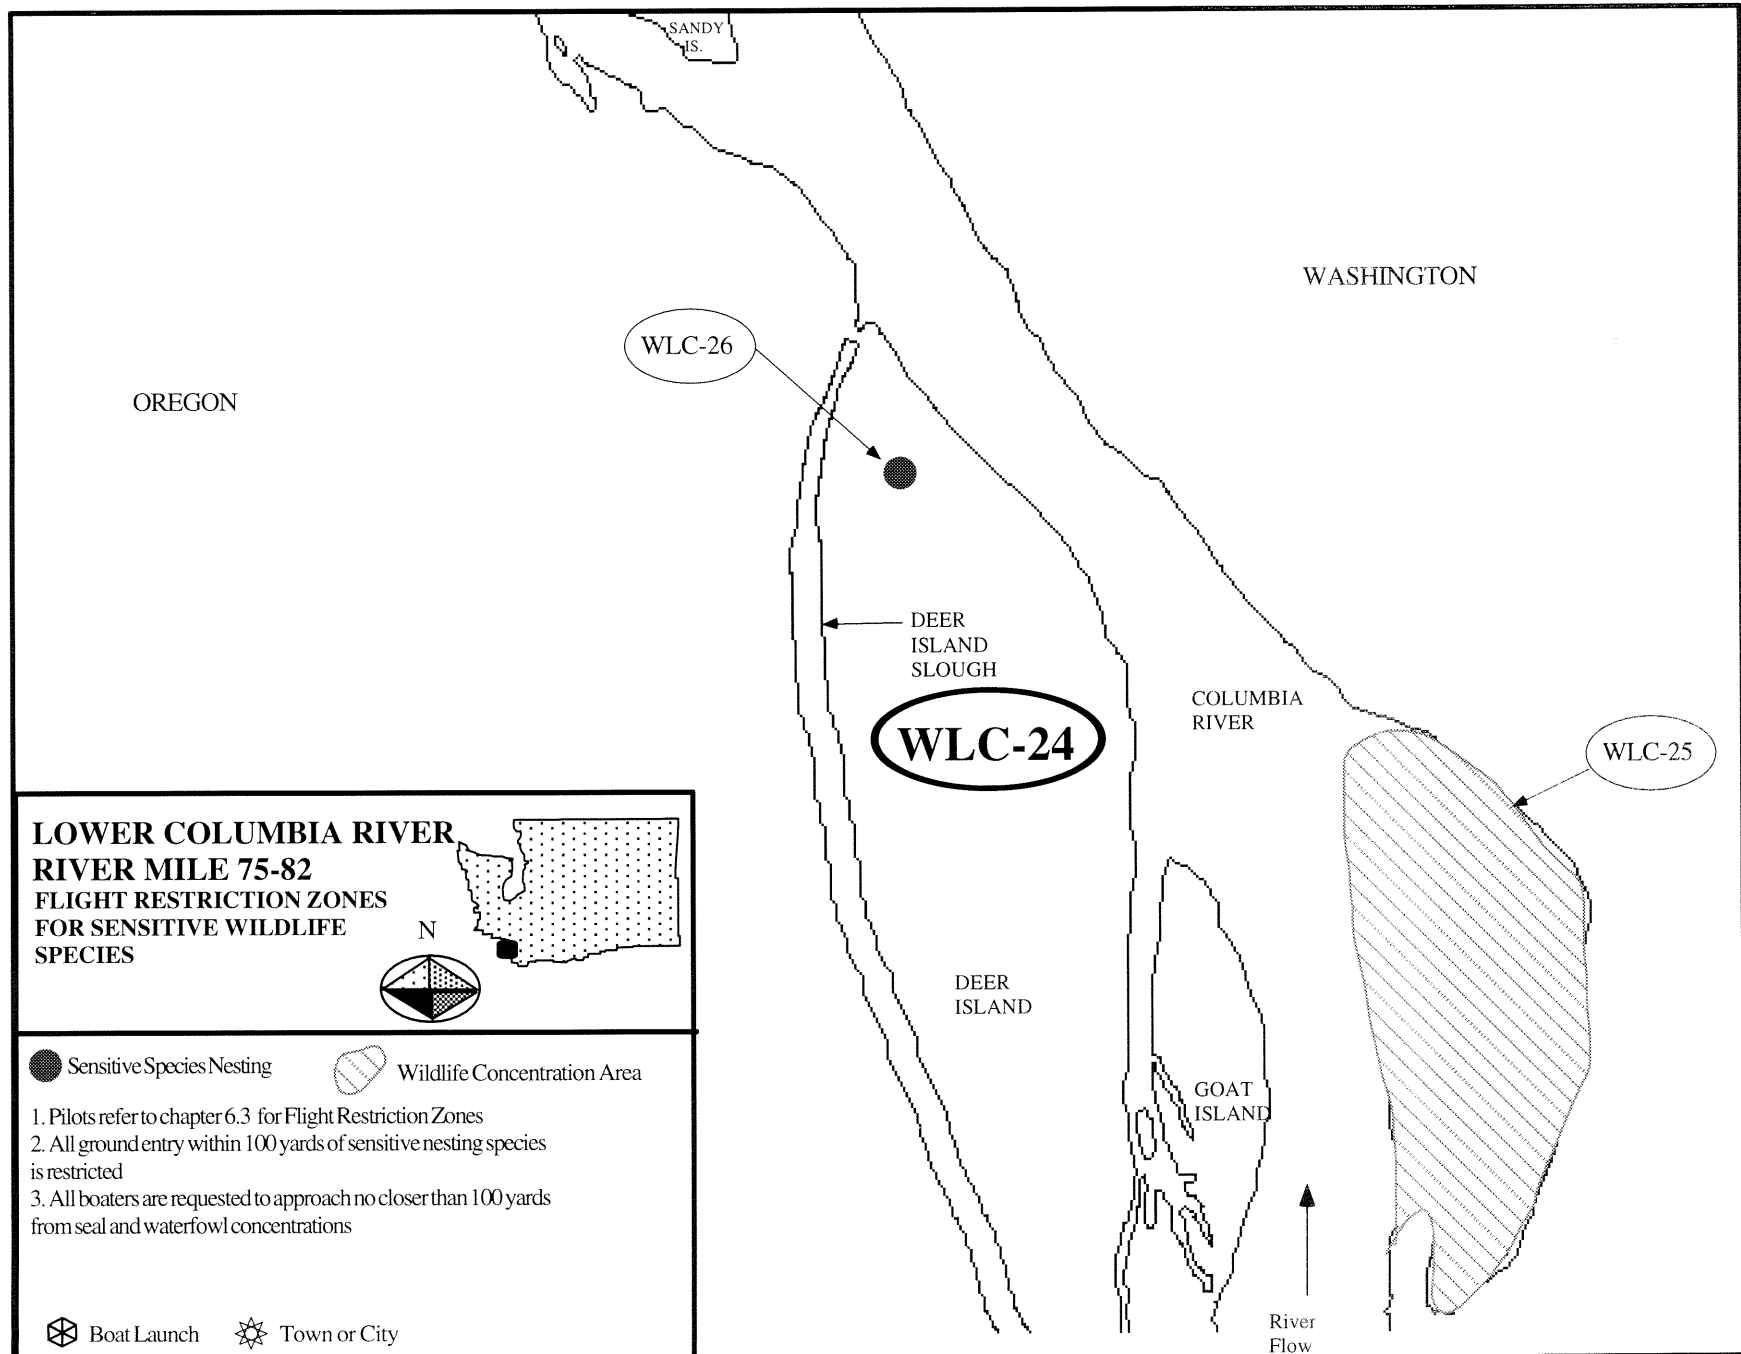 SANDY
IS.
WASHINGTON
WLC-26
OREGON
DEER
ISLAND
SLOUGH
COLUMBIA
RIVER
WLC-24
WLC-25
LOWER COLUMBIA RIVER
RIVER MILE 75-82
FLIGHT RESTRICTION ZONES
FOR SENSITIVE WILDLIFE
SPECIES
N
DEER
ISLAND
GOAT
ISLAND
Sensitive Species Nesting
Wildlife Concentration Area
1. Pilots refer to chapter 6.3 for Flight Restriction Zones
2. All ground entry within 100 yards of sensitive nesting species
is restricted
3. All boaters are requested to approach no closer than 100 yards
from seal and waterfowl concentrations
River
Flow
Boat Launch
Town or City